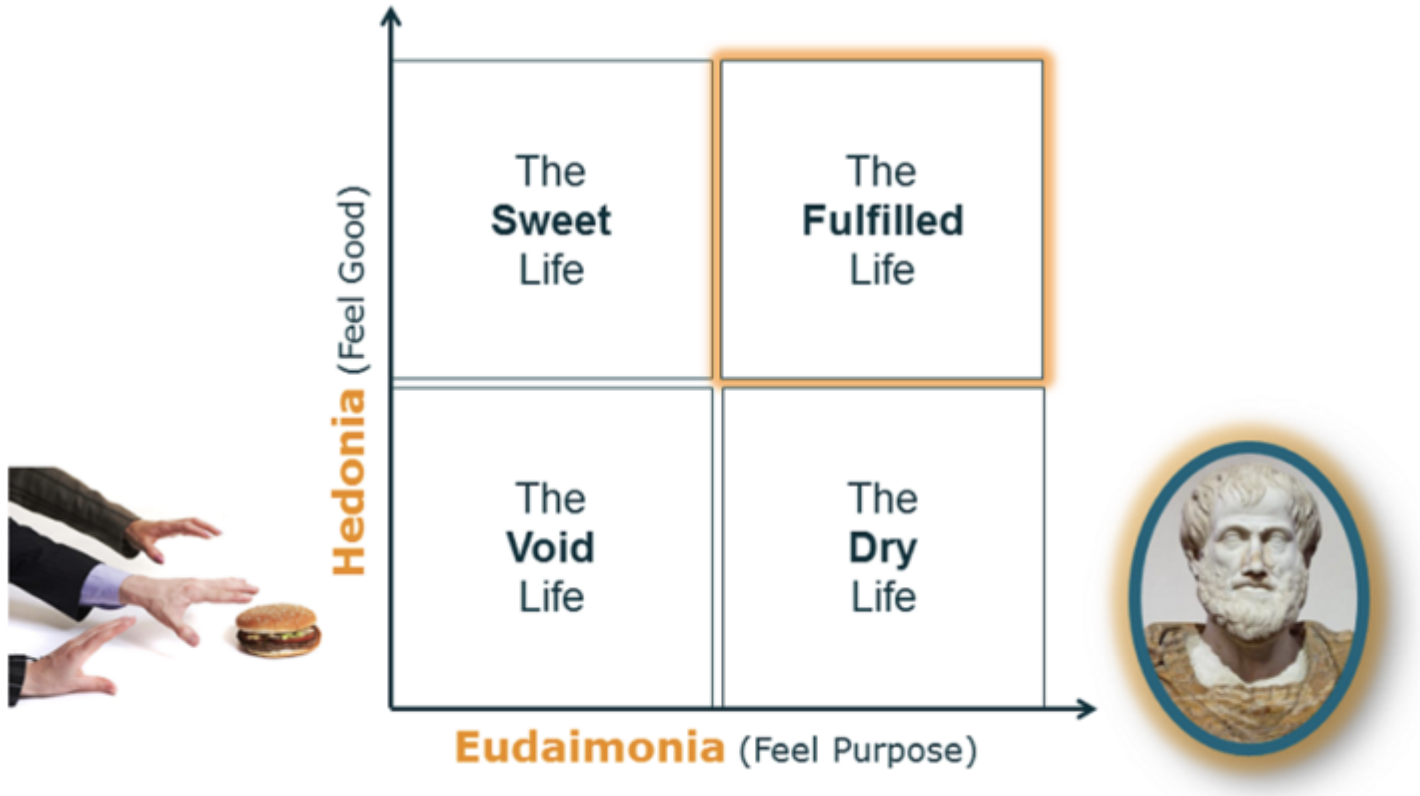 The
Sweet
Life
The
Fulfilled
Life
Hedonia (Feel Good)
The
Void
Life
The
Dry
Life
Eudaimonia (Feel Purpose)